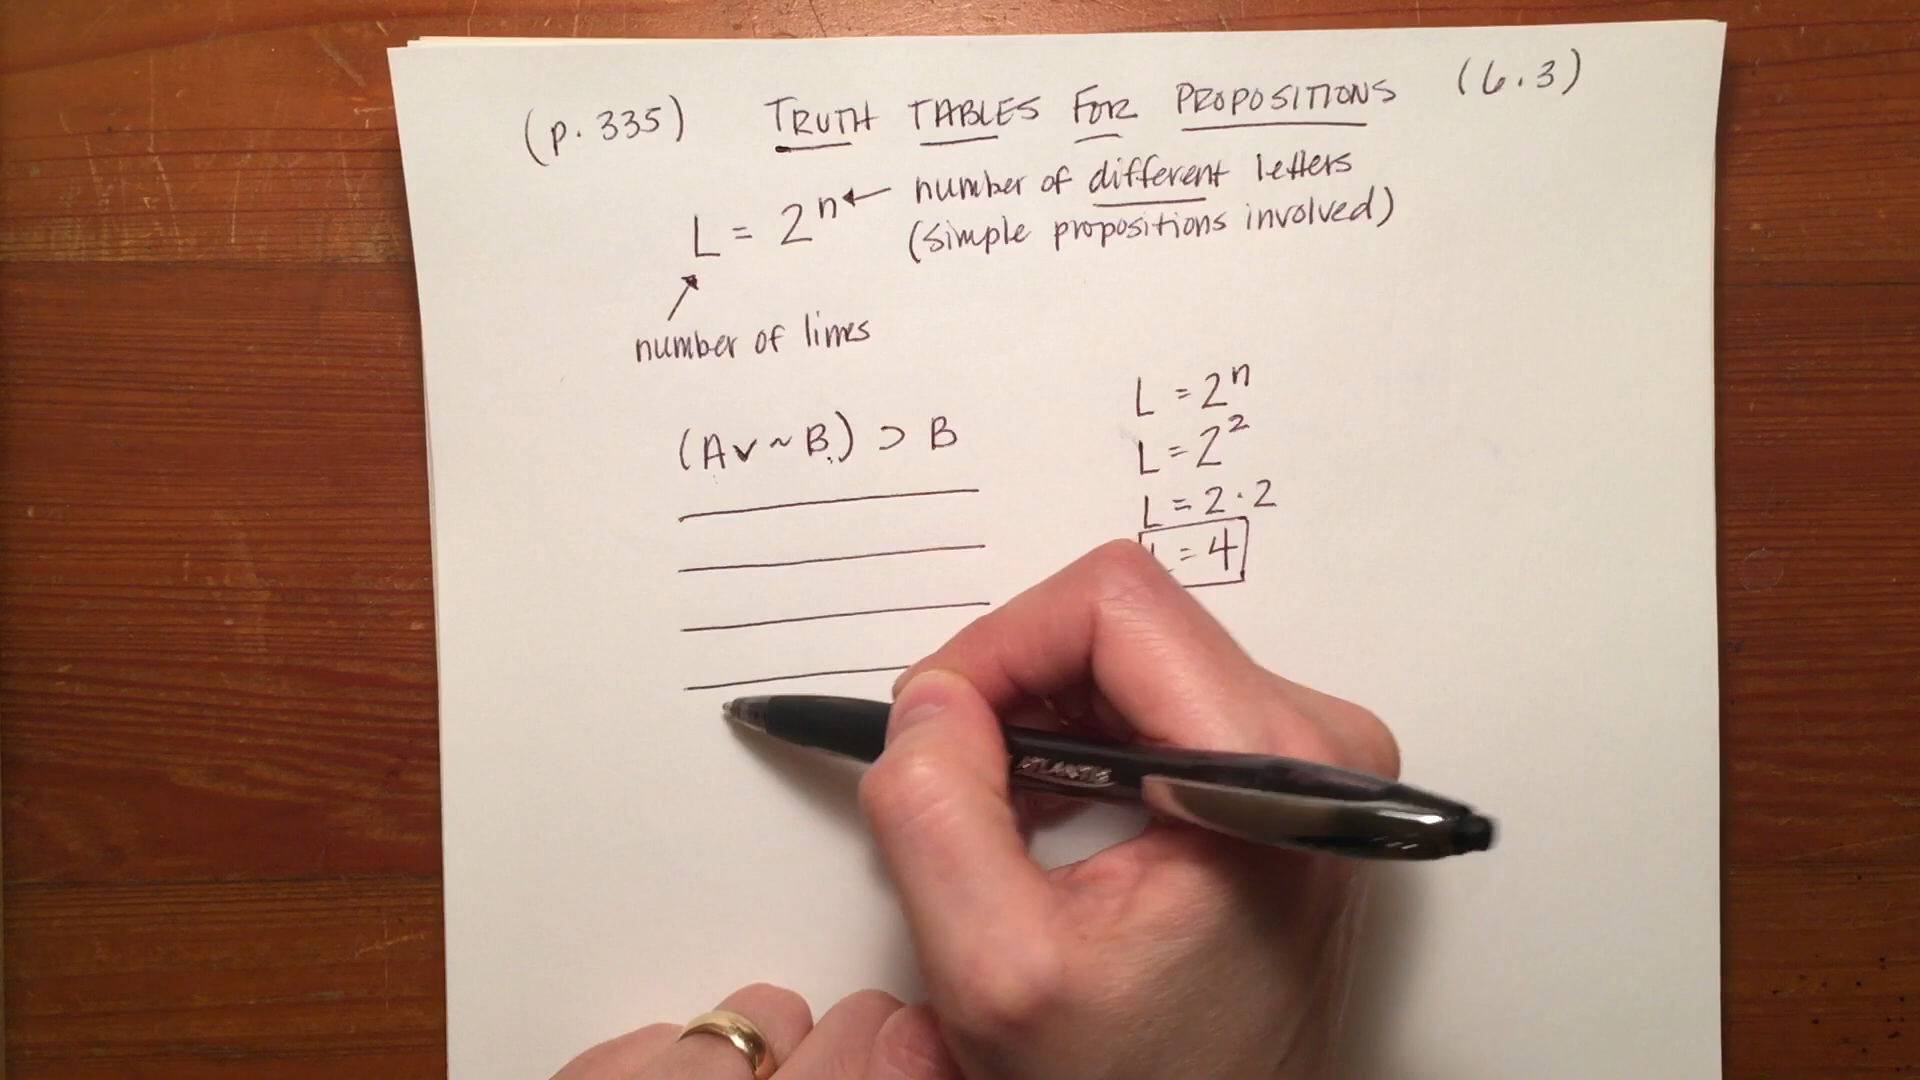 (p. 335) TRUTH TABLES FOR PROPOSITIONS (6.3)
L = 2ⁿ ← number of different letters
(simple propositions involved)
number of lines
(A v ~ B) ⊃ B
L = 2ⁿ
L = 2²
L = 2 · 2
L = 4
ATLANTIS